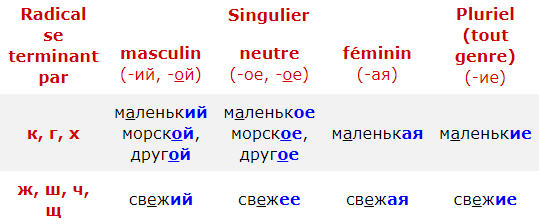 Radical se terminant par | Singulier | Pluriel (tout genre) (-ие)
masculin (-ий, -ой) | neutre (-ое, -ое) | féminin (-ая)
к, г, х | маленький морской, другой | маленькое морское, другое | маленькая | маленькие
ж, ш, ч, щ | свежий | свежее | свежая | свежие